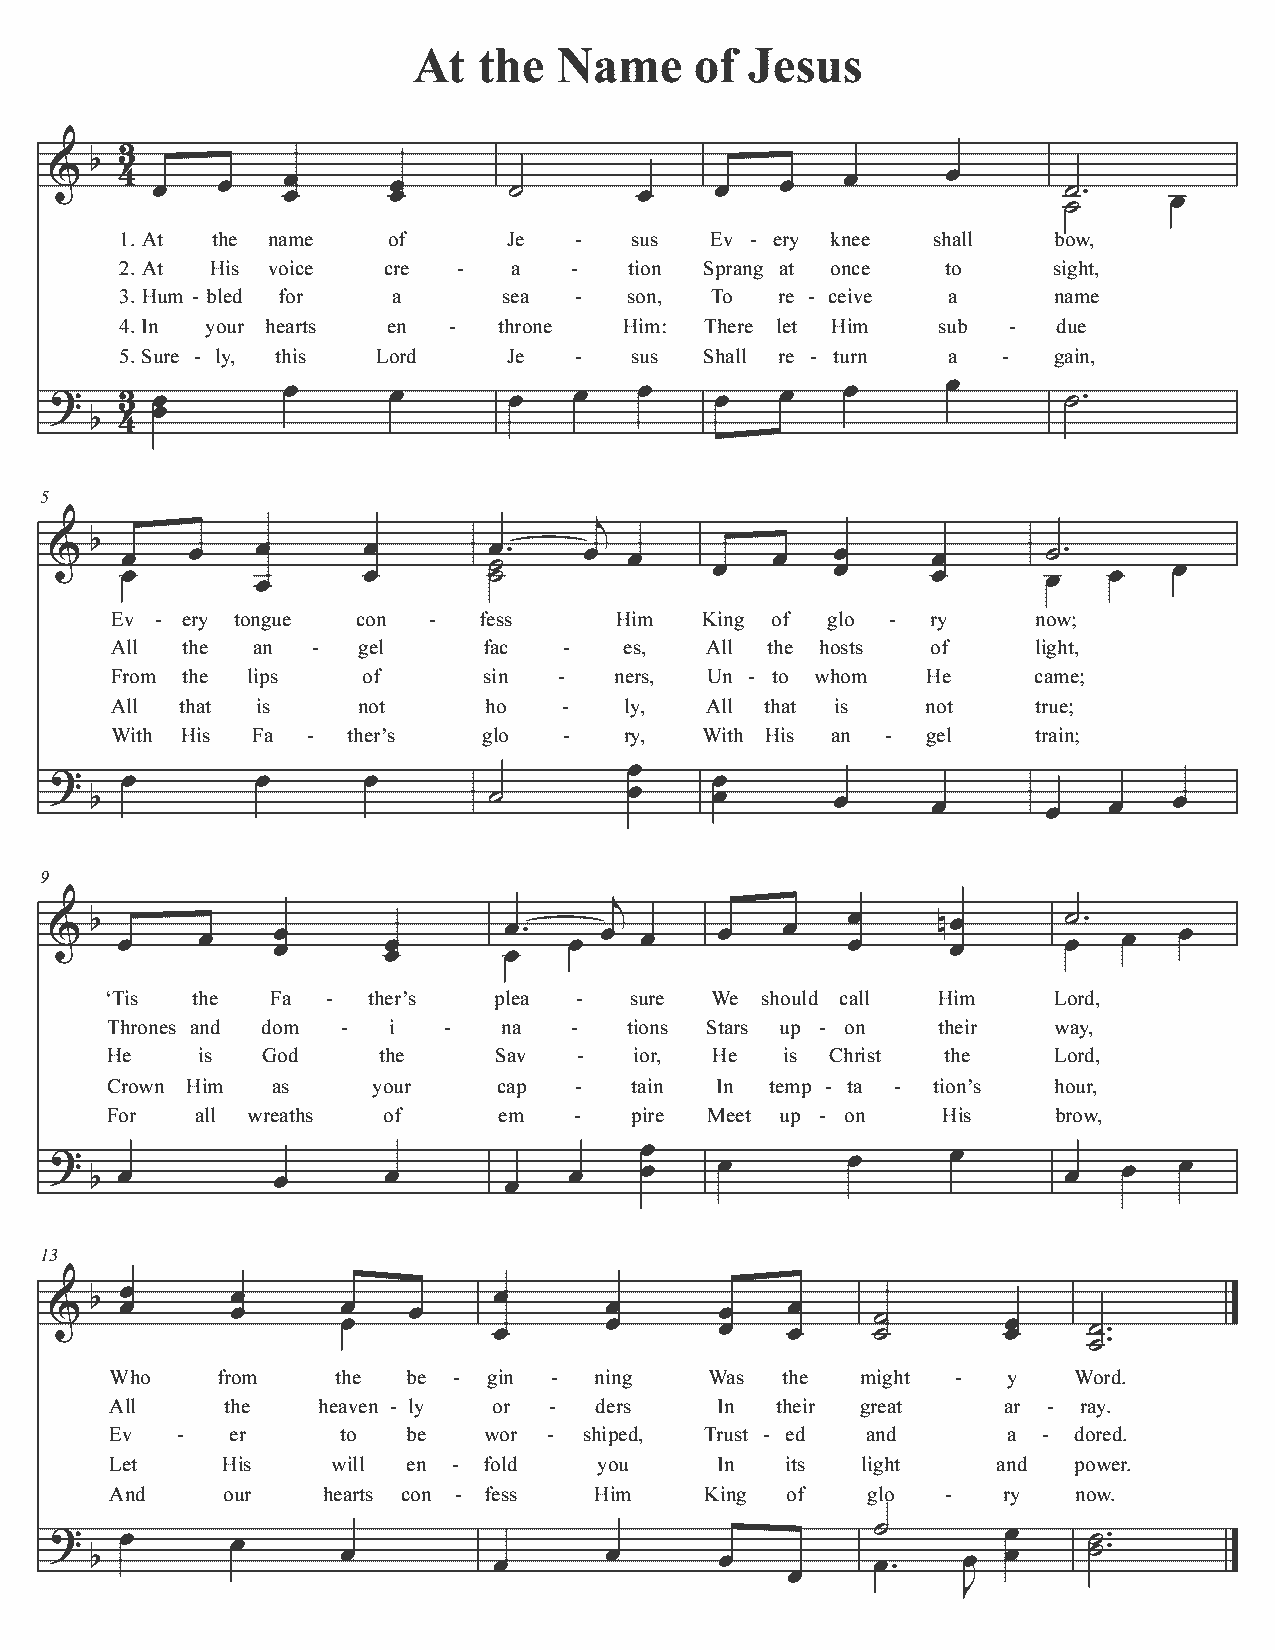 At the Name of Jesus
3
4
1. At the name of Je - sus Ev - ery knee shall bow,
2. At His voice cre - a - tion Sprang at once to sight,
3. Hum - bled for a sea - son, To re - ceive a name
4. In your hearts en - throne Him: There let Him sub - due
5. Sure - ly, this Lord Je - sus Shall re - turn a - gain,
3
4
5
Ev - ery tongue con - fess Him King of glo - ry now;
All the an - gel fac - es, All the hosts of light,
From the lips of sin - ners, Un - to whom He came;
All that is not ho - ly, All that is not true;
With His Fa - ther’s glo - ry, With His an - gel train;
9
‘Tis the Fa - ther’s plea - sure We should call Him Lord,
Thrones and dom - i - na - tions Stars up - on their way,
He is God the Sav - ior, He is Christ the Lord,
Crown Him as your cap - tain In temp - ta - tion’s hour,
For all wreaths of em - pire Meet up - on His brow,
13
Who from the be - gin - ning Was the might - y Word.
All the heaven - ly or - ders In their great ar - ray.
Ev - er to be wor - shiped, Trust - ed and a - dored.
Let His will en - fold you In its light and power.
And our hearts con - fess Him King of glo - ry now.